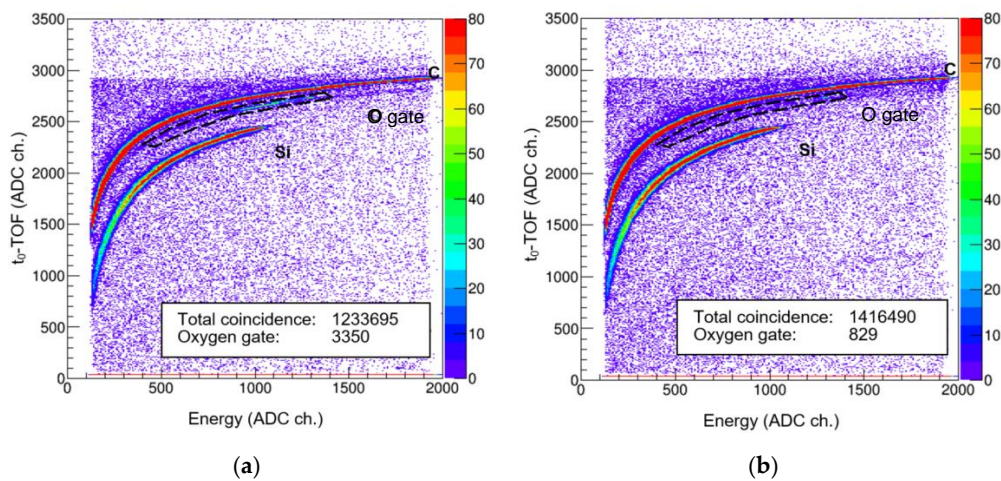 3500
3000
2500
2000
1500
1000
500
0
t₀-TOF (ADC ch.)
C
O gate
Si
Total coincidence: 1233695
Oxygen gate: 3350
0 500 1000 1500 2000
Energy (ADC ch.)
80
70
60
50
40
30
20
10
0
(a)
3500
3000
2500
2000
1500
1000
500
0
t₀-TOF (ADC ch.)
C
O gate
Si
Total coincidence: 1416490
Oxygen gate: 829
0 500 1000 1500 2000
Energy (ADC ch.)
80
70
60
50
40
30
20
10
0
(b)